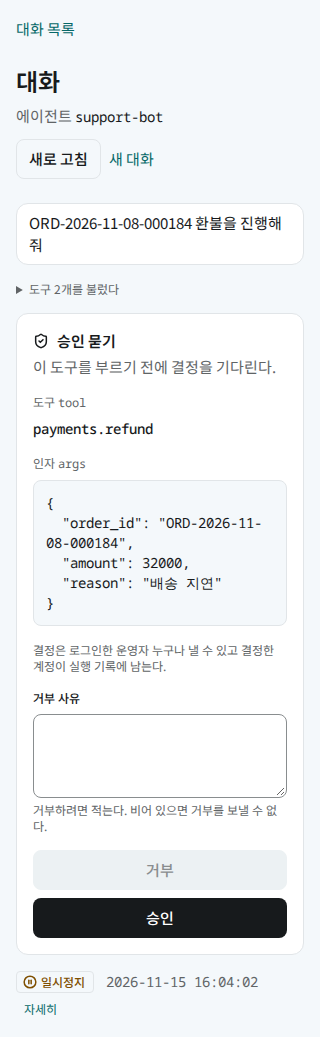 대화 목록
대화
에이전트 support-bot
새로 고침 새 대화
ORD-2026-11-08-000184 환불을 진행해
줘
▶ 도구 2개를 불렀다
승인 묻기
이 도구를 부르기 전에 결정을 기다린다.
도구 tool
payments.refund
인자 args
{
  "order_id": "ORD-2026-11-
08-000184",
  "amount": 32000,
  "reason": "배송 지연"
}
결정은 로그인한 운영자 누구나 낼 수 있고 결정한
계정이 실행 기록에 남는다.
거부 사유
거부하려면 적는다. 비어 있으면 거부를 보낼 수 없
다.
거부
승인
일시정지 2026-11-15 16:04:02
자세히